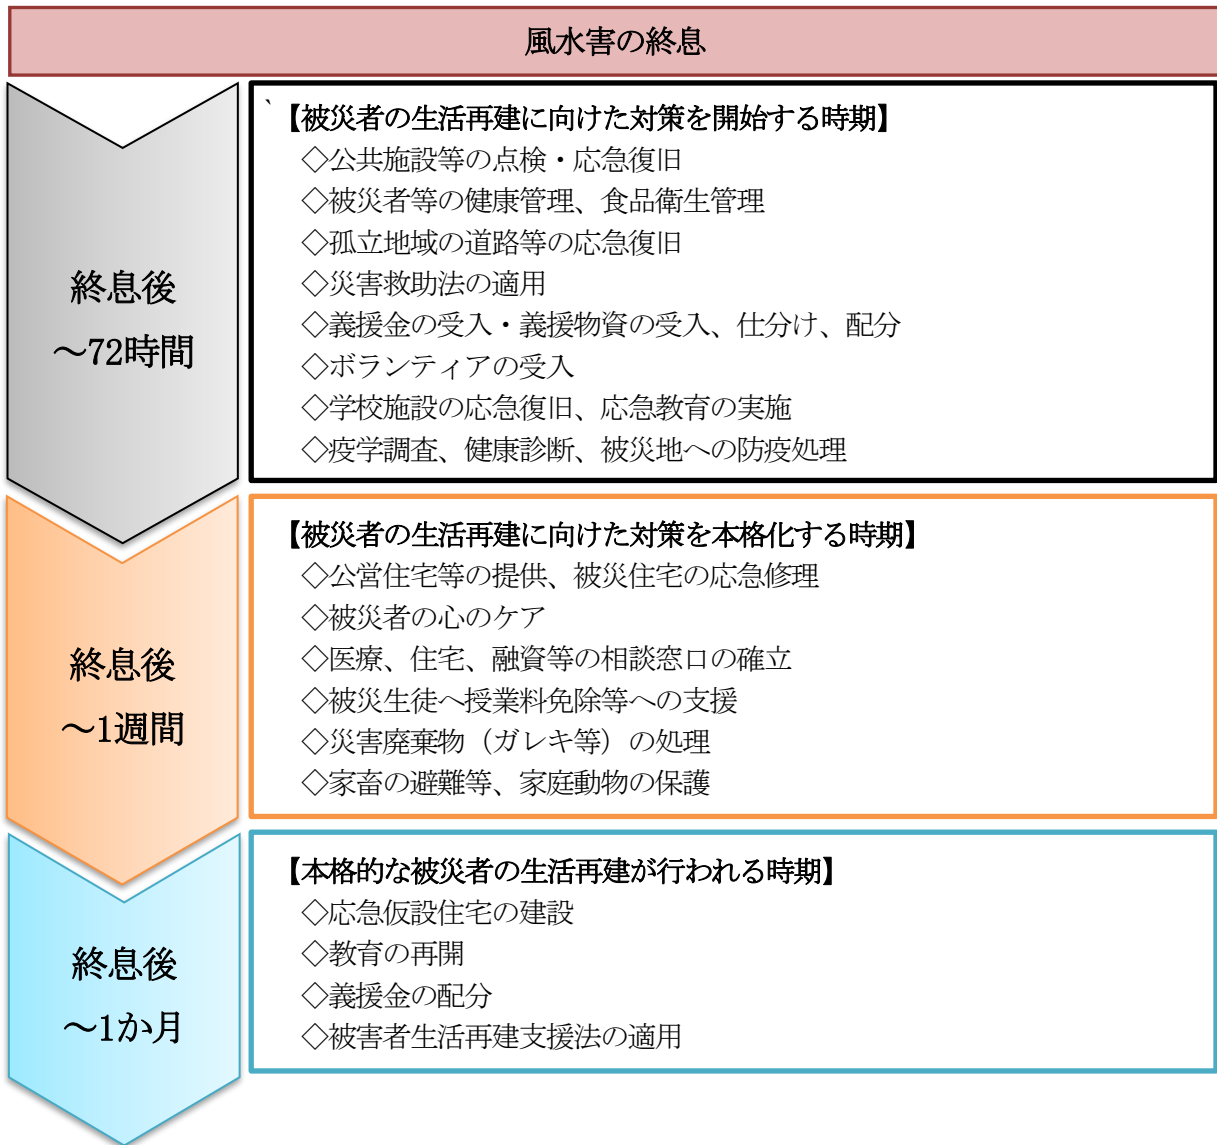 風水害の終息
終息後
～72時間
`【被災者の生活再建に向けた対策を開始する時期】
◇公共施設等の点検・応急復旧
◇被災者等の健康管理、食品衛生管理
◇孤立地域の道路等の応急復旧
◇災害救助法の適用
◇義援金の受入・義援物資の受入、仕分け、配分
◇ボランティアの受入
◇学校施設の応急復旧、応急教育の実施
◇疫学調査、健康診断、被災地への防疫処理
終息後
～1週間
【被災者の生活再建に向けた対策を本格化する時期】
◇公営住宅等の提供、被災住宅の応急修理
◇被災者の心のケア
◇医療、住宅、融資等の相談窓口の確立
◇被災生徒へ授業料免除等への支援
◇災害廃棄物（ガレキ等）の処理
◇家畜の避難等、家庭動物の保護
終息後
～1か月
【本格的な被災者の生活再建が行われる時期】
◇応急仮設住宅の建設
◇教育の再開
◇義援金の配分
◇被害者生活再建支援法の適用